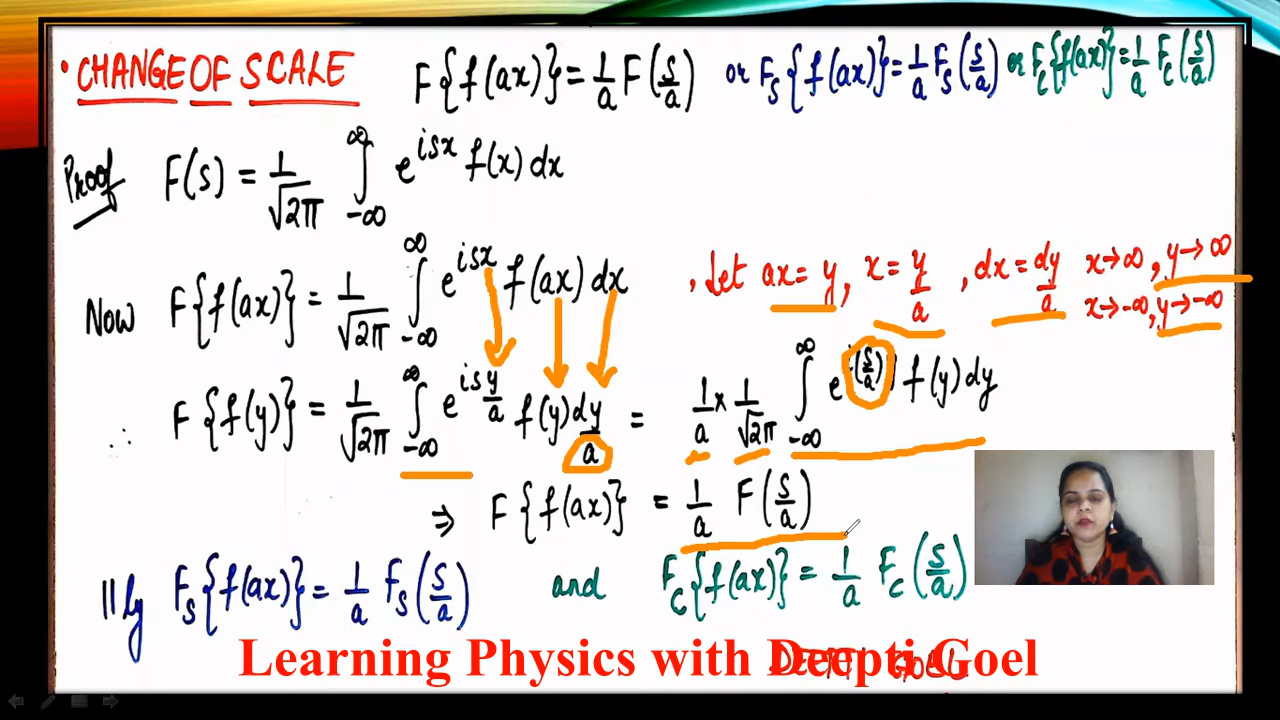 • CHANGE OF SCALE F{f(ax)} = 1/a F(s/a) or Fs{f(ax)} = 1/a Fs(s/a) or Fc{f(ax)} = 1/a Fc(s/a)
Proof F(s) = 1/√2π ∫_{-∞}^{∞} e^{isx} f(x) dx
Now F{f(ax)} = 1/√2π ∫_{-∞}^{∞} e^{isx} f(ax) dx , Let ax = y, x = y/a , dx = dy/a x→∞, y→∞
x→-∞, y→-∞
∴ F{f(y)} = 1/√2π ∫_{-∞}^{∞} e^{is y/a} f(y) dy/a = 1/a × 1/√2π ∫_{-∞}^{∞} e^{i(s/a)} f(y) dy
⇒ F{f(ax)} = 1/a F(s/a)
||ly Fs{f(ax)} = 1/a Fs(s/a) and Fc{f(ax)} = 1/a Fc(s/a)
Learning Physics with Deepti Goel